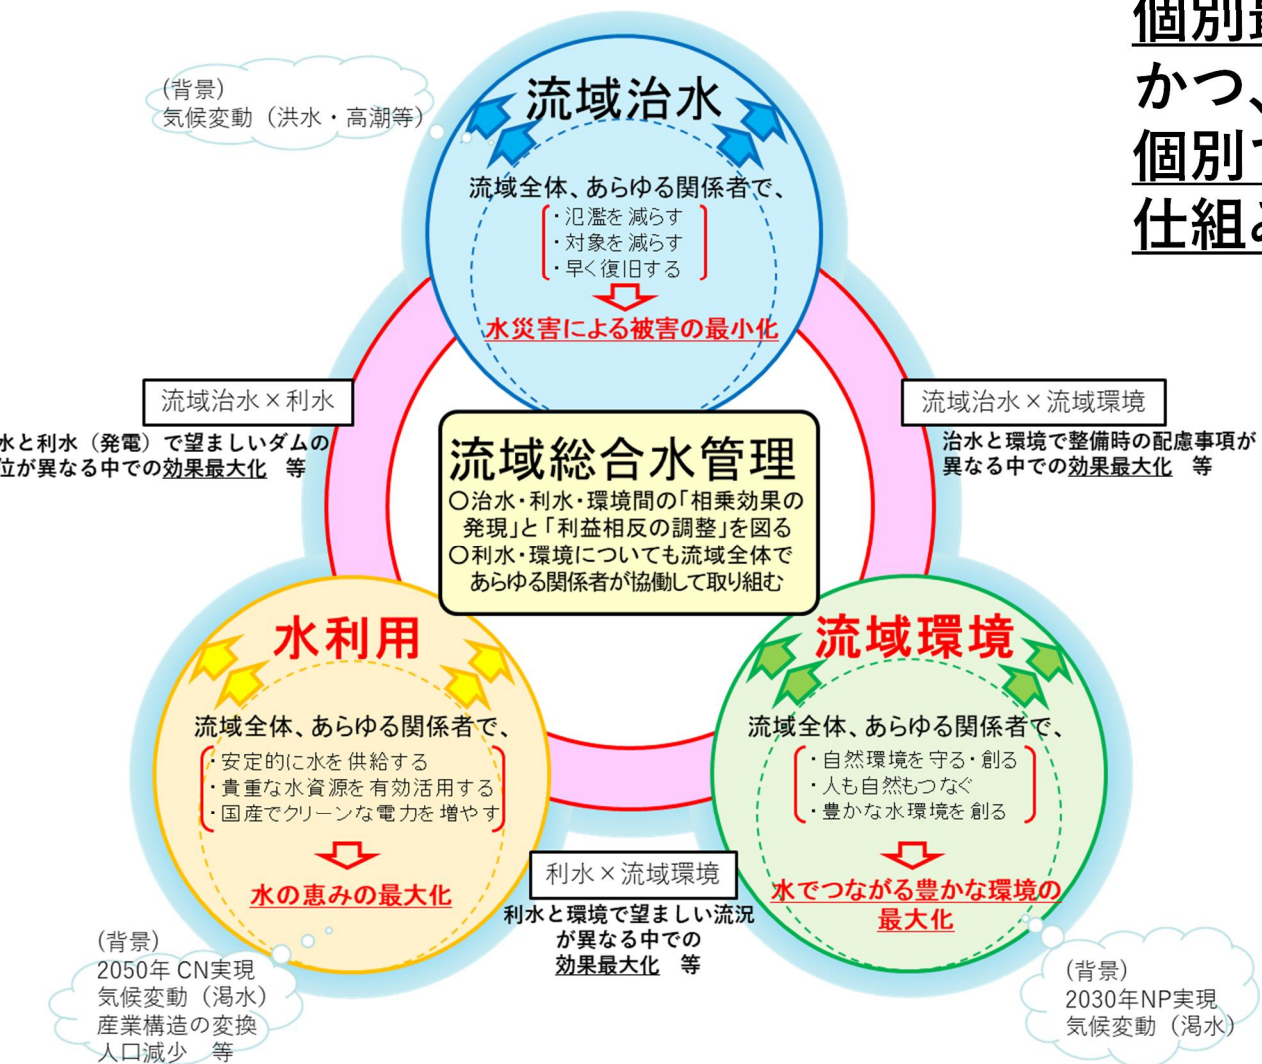 個別
かつ、
個別
仕組み
(背景)
気候変動（洪水・高潮等）
流域治水
流域全体、あらゆる関係者で、
・氾濫を減らす
・対象を減らす
・早く復旧する
水災害による被害の最小化
流域治水×利水
水と利水（発電）で望ましいダムの
位が異なる中での効果最大化　等
流域治水×流域環境
治水と環境で整備時の配慮事項が
異なる中での効果最大化　等
流域総合水管理
○治水・利水・環境間の「相乗効果の
発現」と「利益相反の調整」を図る
○利水・環境についても流域全体で
あらゆる関係者が協働して取り組む
水利用
流域全体、あらゆる関係者で、
・安定的に水を供給する
・貴重な水資源を有効活用する
・国産でクリーンな電力を増やす
水の恵みの最大化
(背景)
2050年 CN実現
気候変動（渇水）
産業構造の変換
人口減少　等
利水×流域環境
利水と環境で望ましい流況
が異なる中での
効果最大化　等
流域環境
流域全体、あらゆる関係者で、
・自然環境を守る・創る
・人も自然もつなぐ
・豊かな水環境を創る
水でつながる豊かな環境の
最大化
(背景)
2030年NP実現
気候変動（渇水）